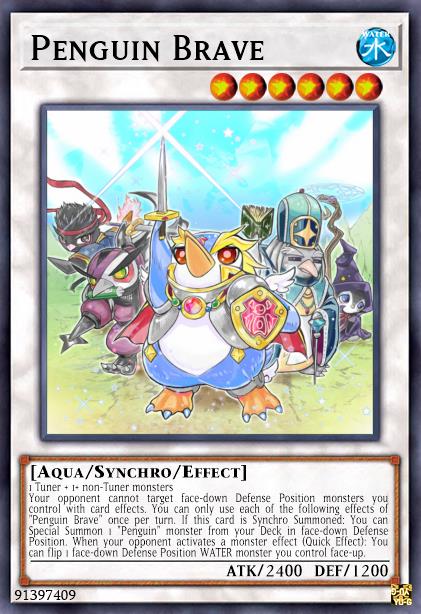 Penguin Brave
WATER
水
[Aqua/Synchro/Effect]
1 Tuner + 1+ non-Tuner monsters
Your opponent cannot target face-down Defense Position monsters you
control with card effects. You can only use each of the following effects of
"Penguin Brave" once per turn. If this card is Synchro Summoned: You can
Special Summon 1 "Penguin" monster from your Deck in face-down Defense
Position. When your opponent activates a monster effect (Quick Effect): You
can flip 1 face-down Defense Position WATER monster you control face-up.
ATK/2400 DEF/1200
91397409